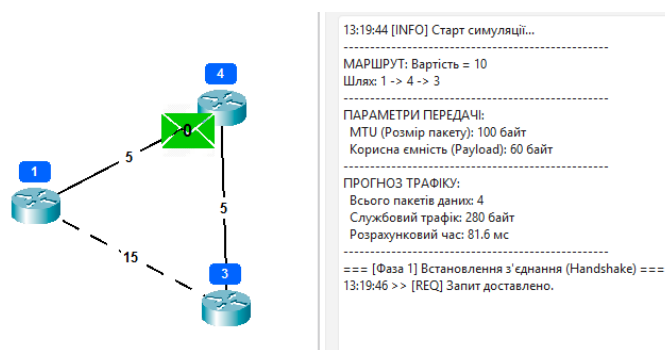 4
0
5
1
5
15
3
13:19:44 [INFO] Старт симуляції...
------------------------------------------------------
МАРШРУТ: Вартість = 10
Шлях: 1 -> 4 -> 3
------------------------------------------------------
ПАРАМЕТРИ ПЕРЕДАЧІ:
MTU (Розмір пакету): 100 байт
Корисна ємність (Payload): 60 байт
------------------------------------------------------
ПРОГНОЗ ТРАФІКУ:
Всього пакетів даних: 4
Службовий трафік: 280 байт
Розрахунковий час: 81.6 мс
------------------------------------------------------
=== [Фаза 1] Встановлення з'єднання (Handshake) ===
13:19:46 >> [REQ] Запит доставлено.